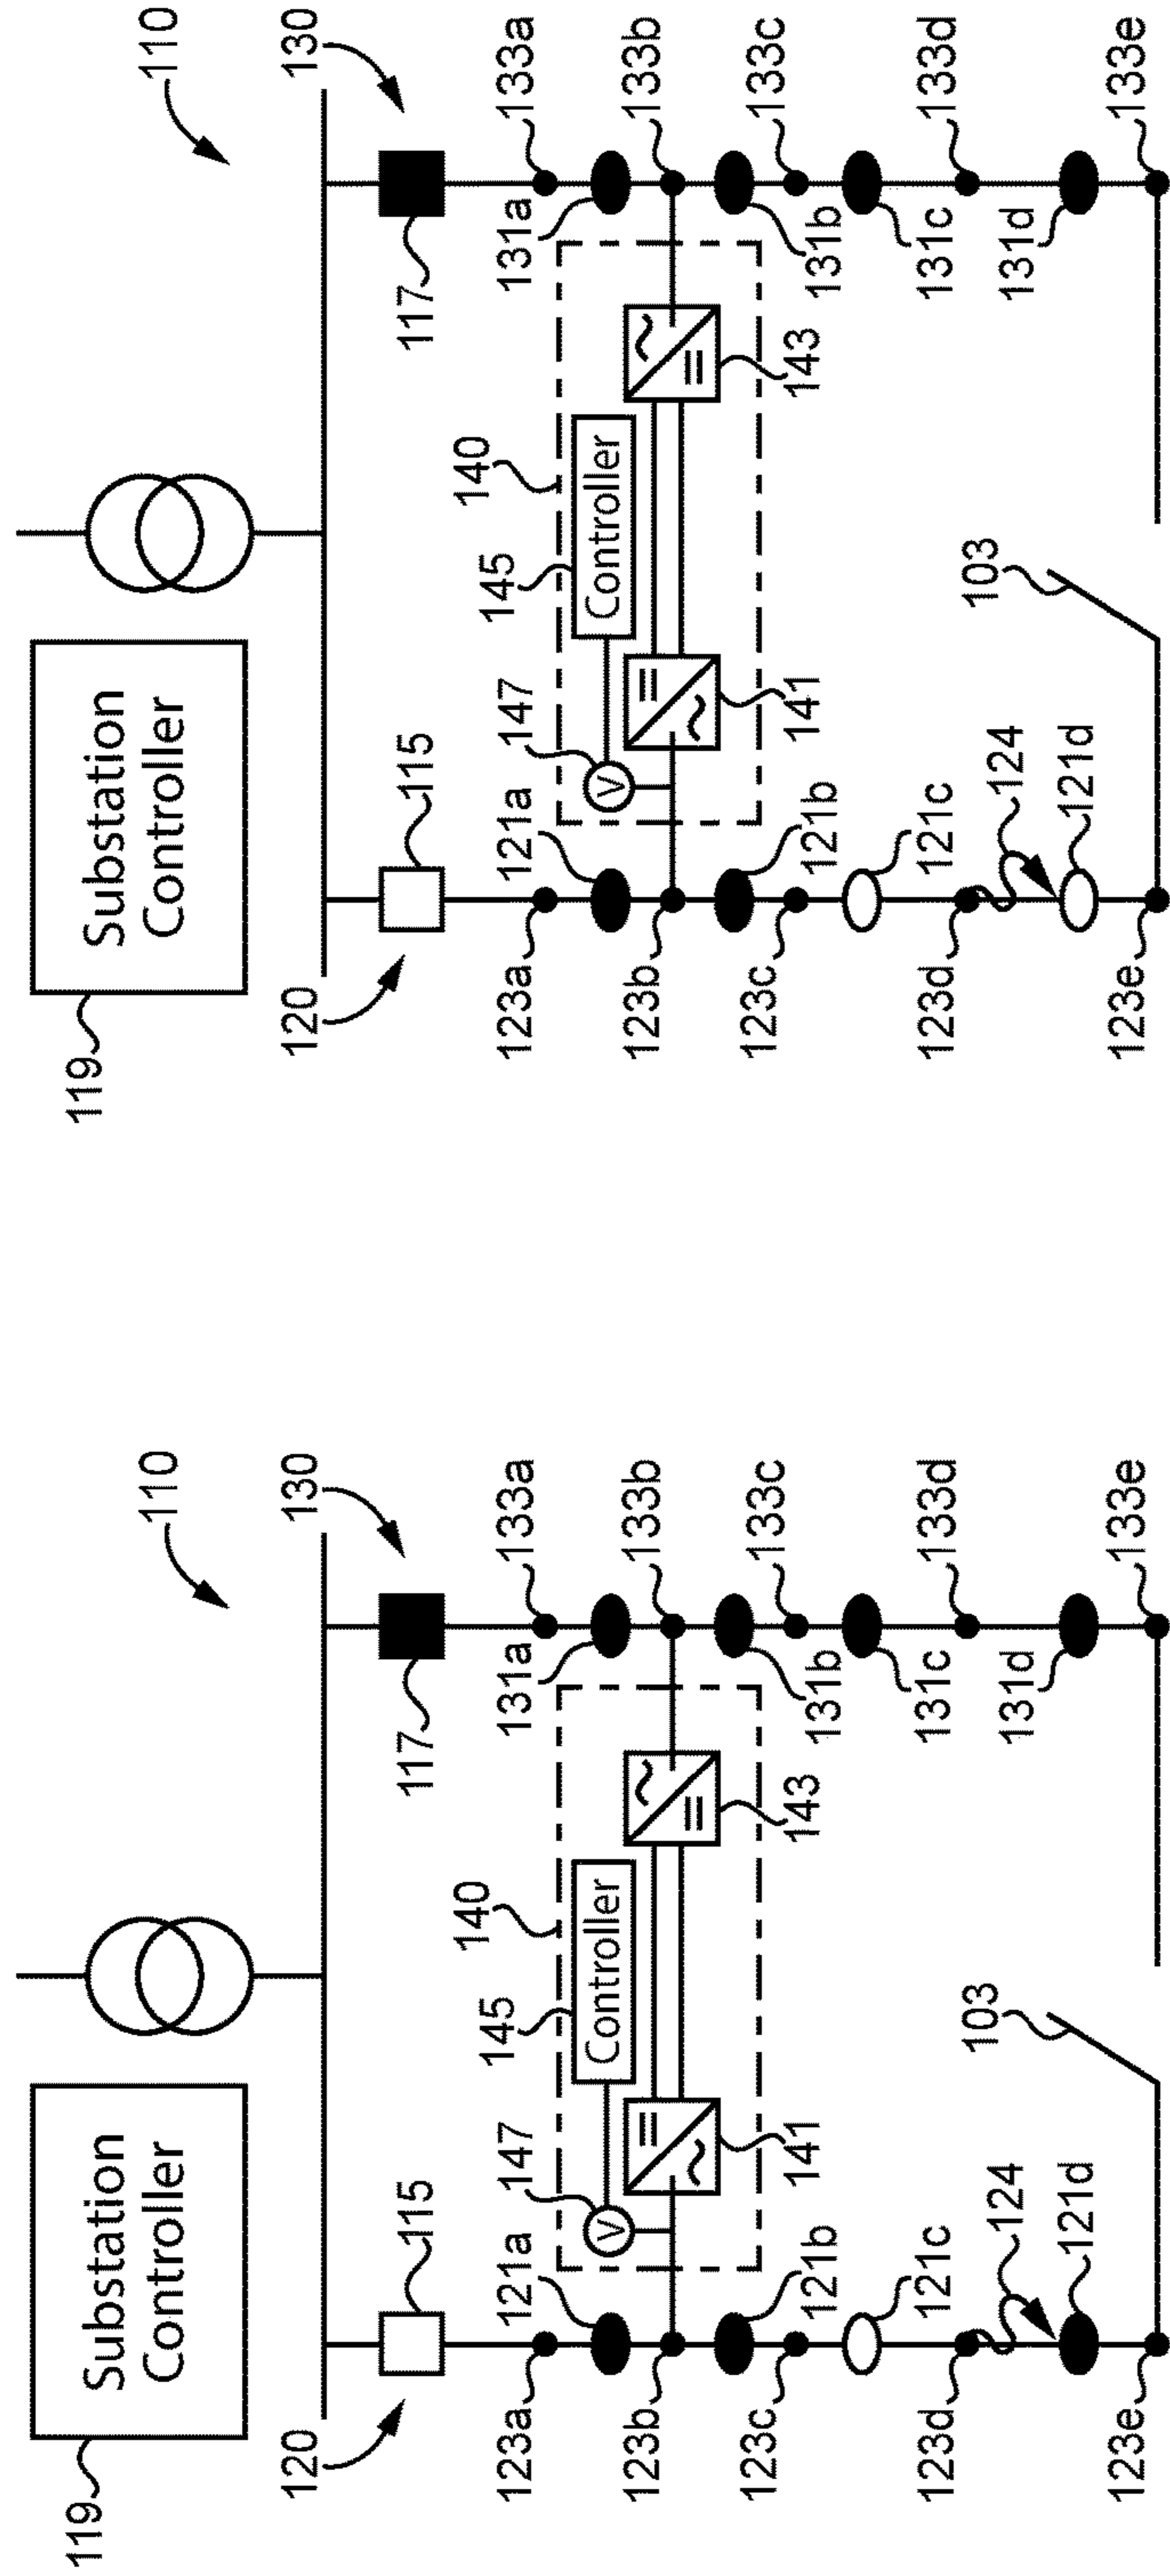 119
Substation
Controller
110
120
130
115
117
123a
133a
121a
131a
147
145
140
V
Controller
123b
133b
141
143
121b
131b
123c
133c
121c
131c
123d
133d
124
103
121d
131d
123e
133e
119
Substation
Controller
110
120
130
115
117
123a
133a
121a
131a
147
145
140
V
Controller
123b
133b
141
143
121b
131b
123c
133c
121c
131c
123d
133d
124
103
121d
131d
123e
133e